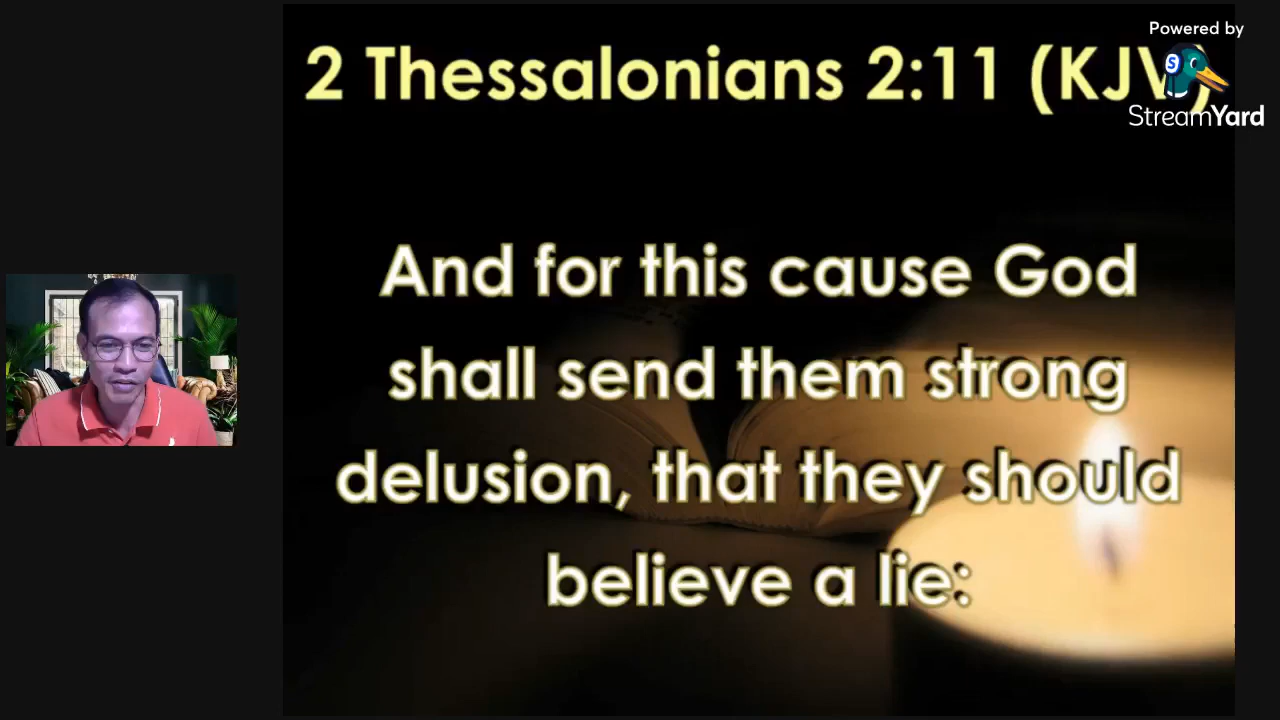 Powered by
2 Thessalonians 2:11 (KJV)
StreamYard
And for this cause God
shall send them strong
delusion, that they should
believe a lie: